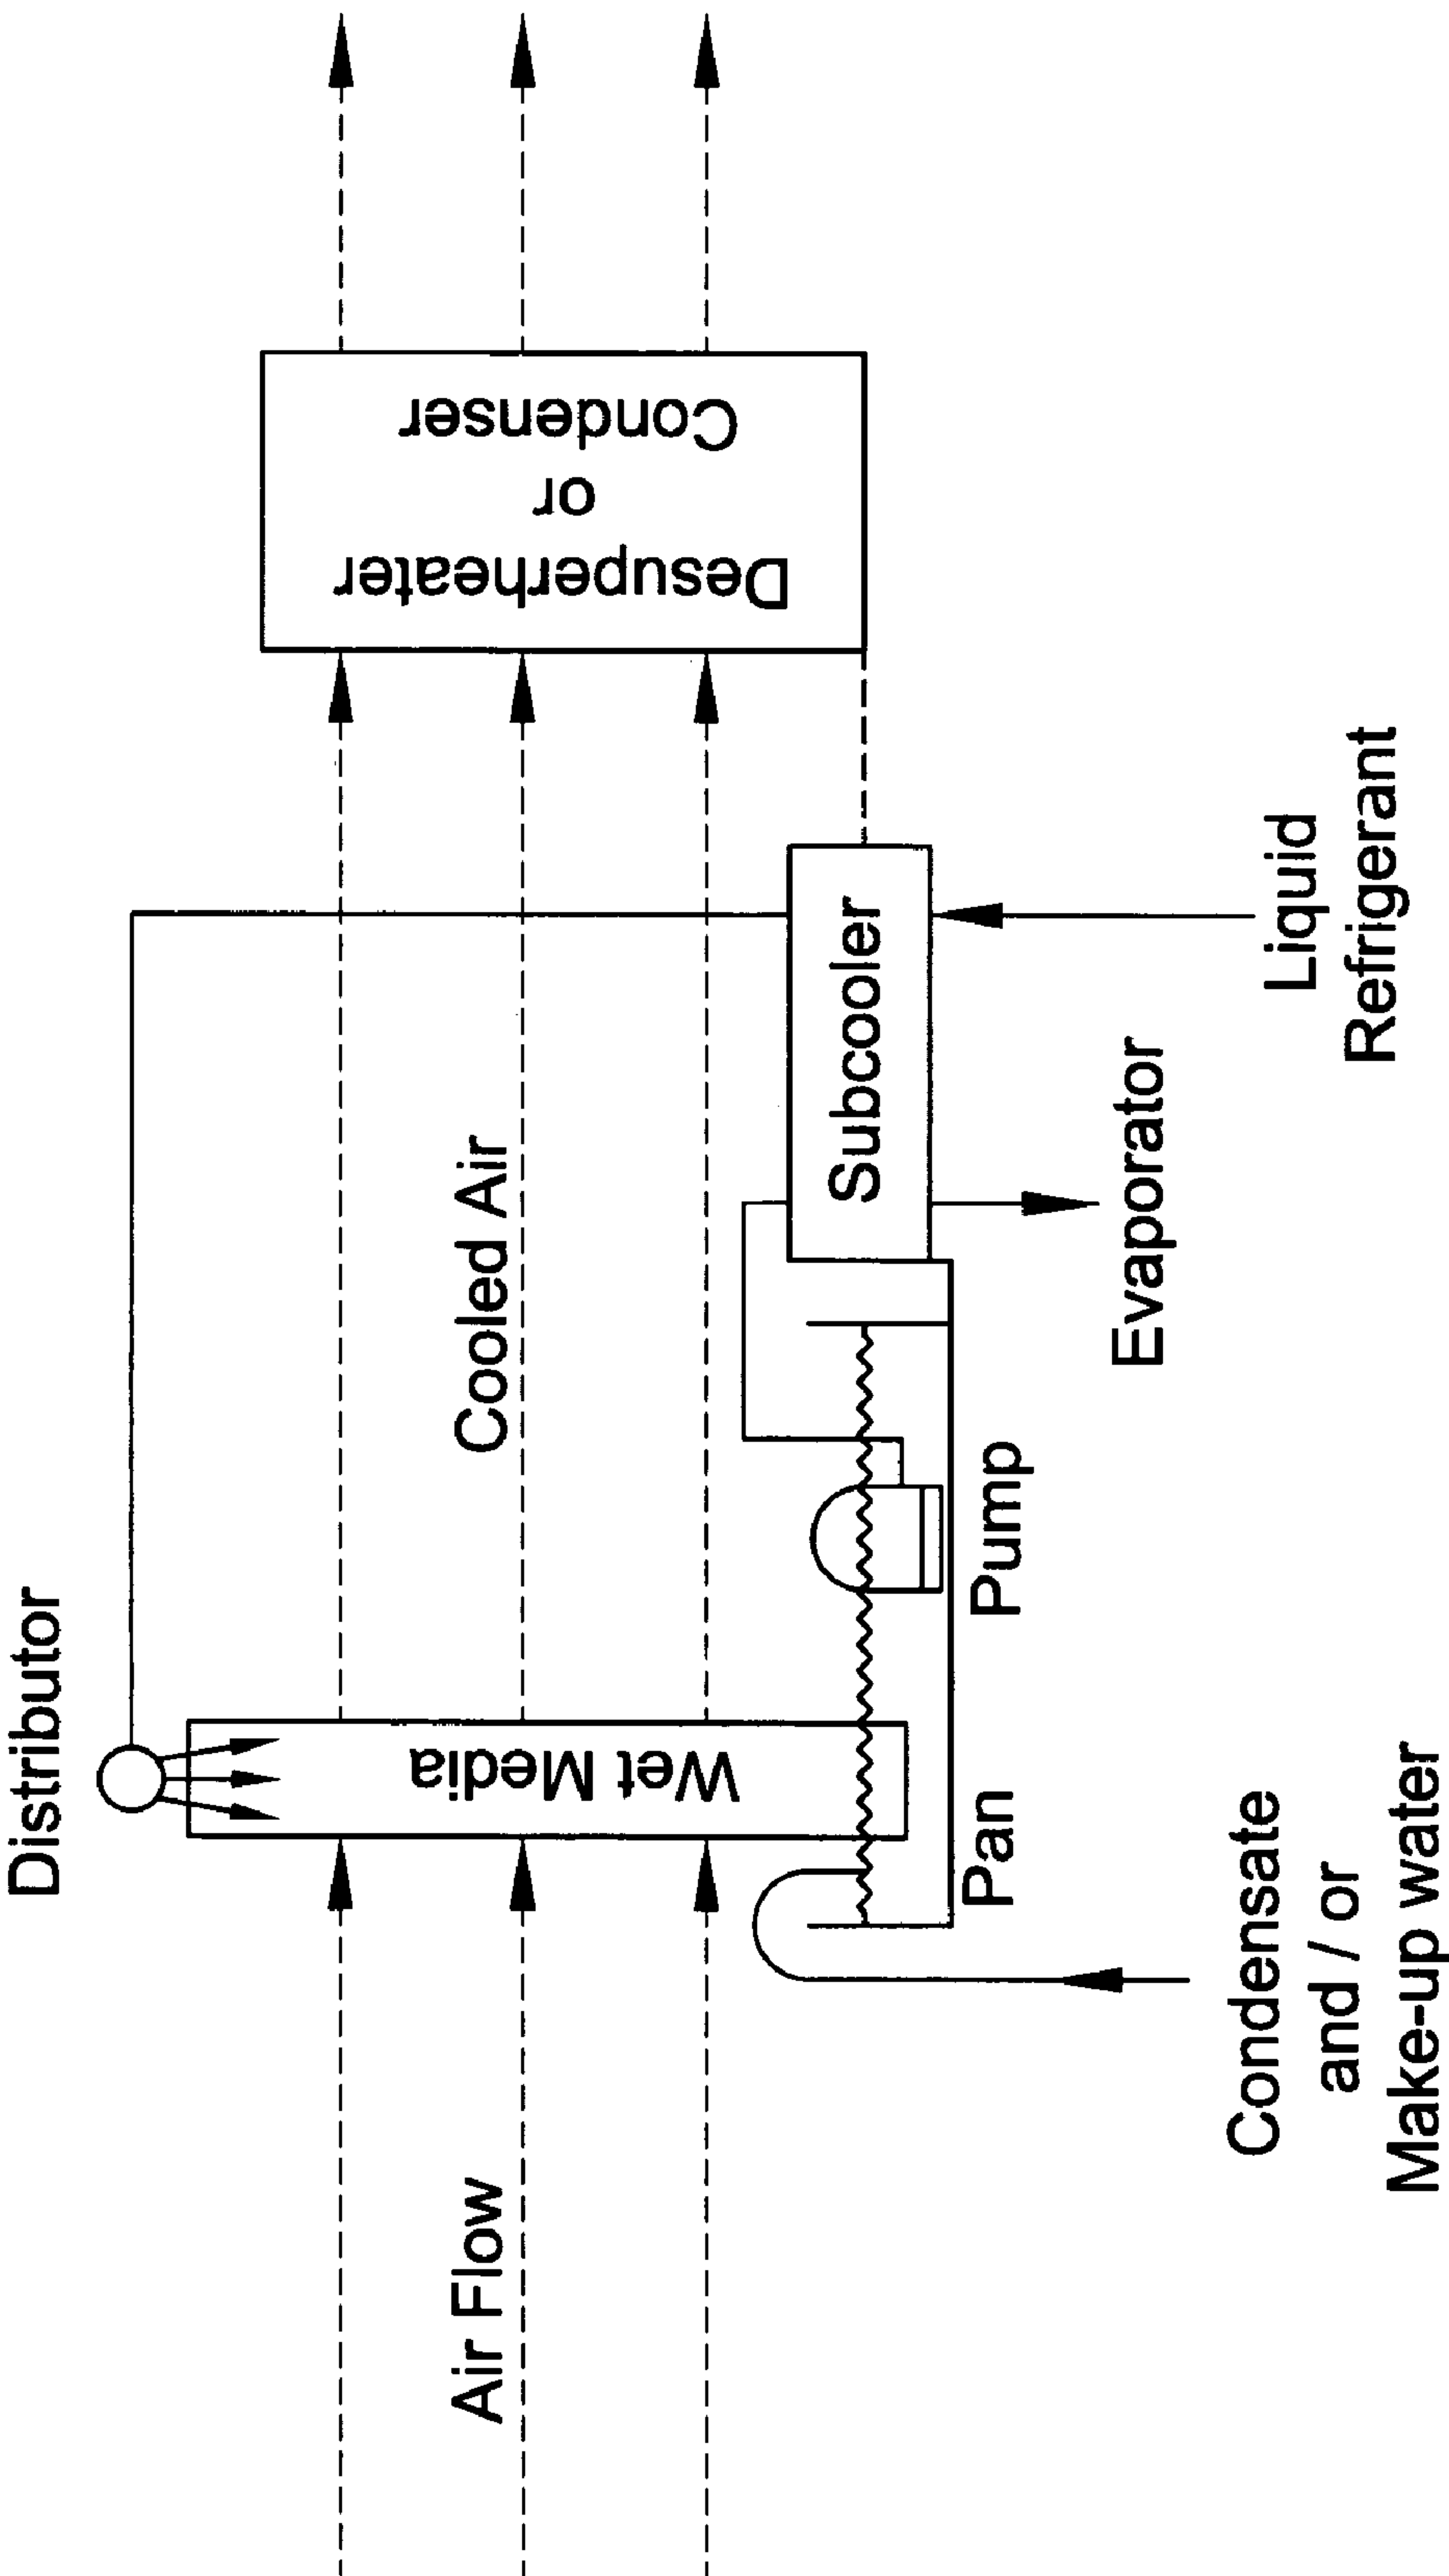 Distributor
Air Flow
Wet Media
Cooled Air
Desuperheater
or
Condenser
Pan
Pump
Subcooler
Evaporator
Condensate
and / or
Make-up water
Liquid
Refrigerant